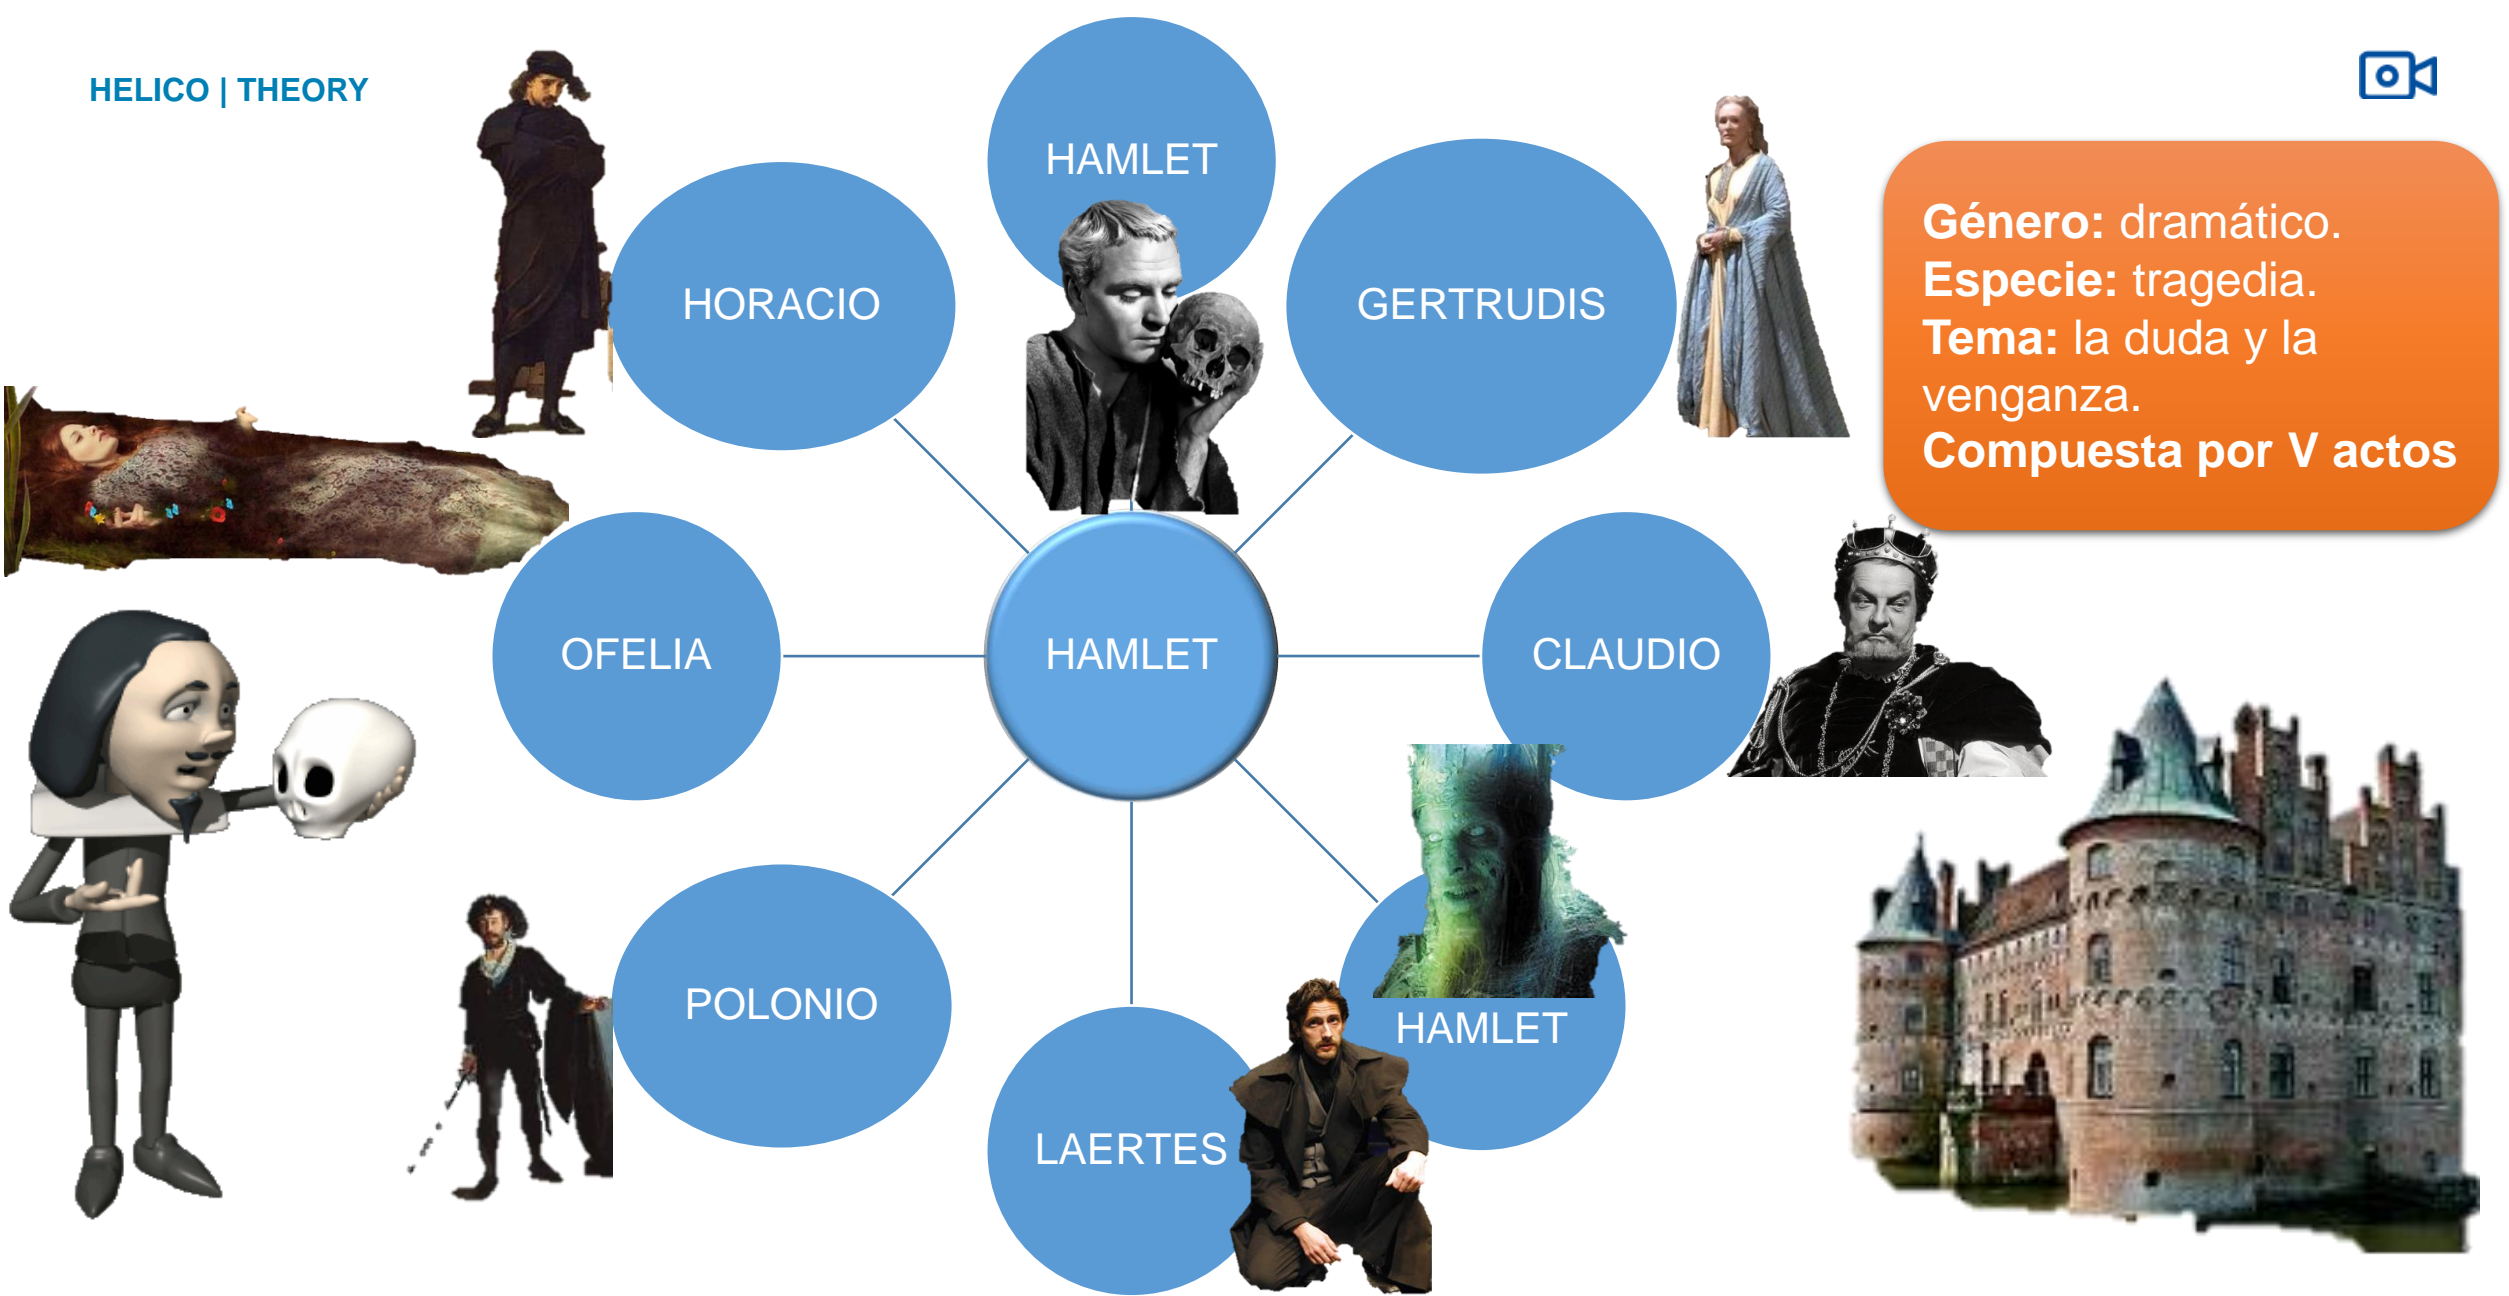 HELICO | THEORY
HAMLET
HORACIO
GERTRUDIS
Género: dramático.
Especie: tragedia.
Tema: la duda y la
venganza.
Compuesta por V actos
OFELIA
HAMLET
CLAUDIO
POLONIO
HAMLET
LAERTES